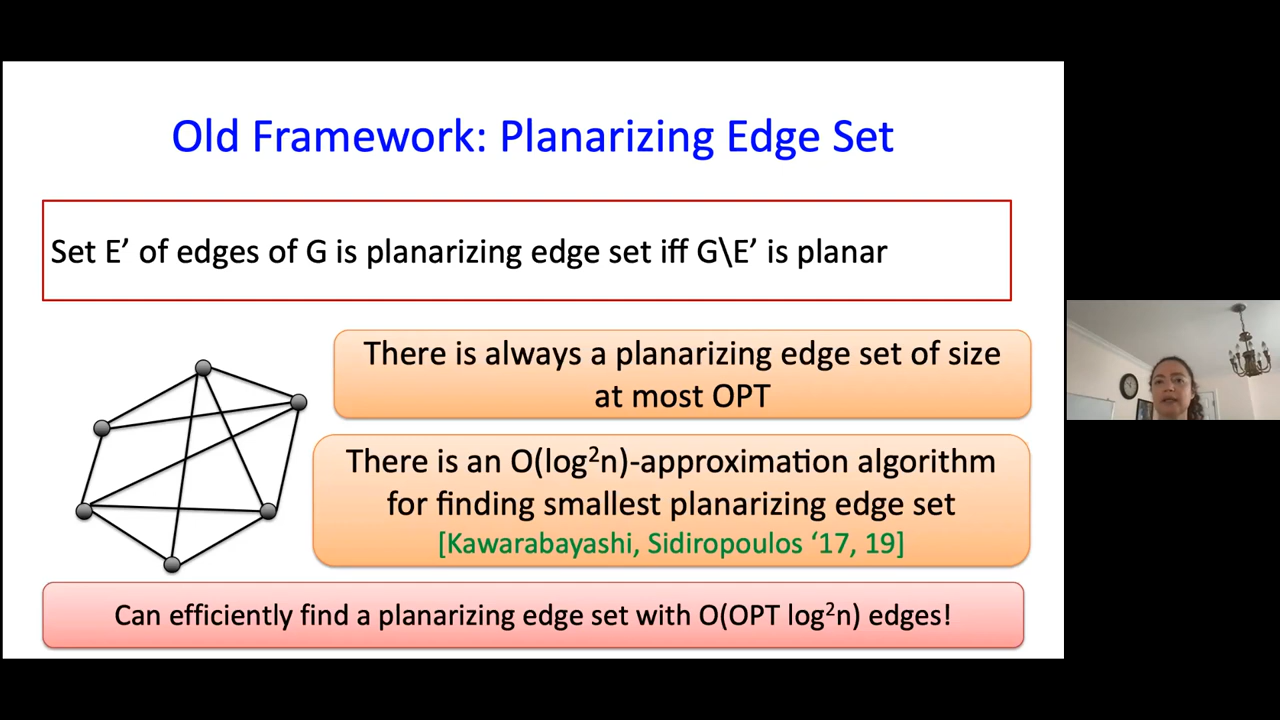 Old Framework: Planarizing Edge Set
Set E’ of edges of G is planarizing edge set iff G\E’ is planar
There is always a planarizing edge set of size
at most OPT
There is an O(log²n)-approximation algorithm
for finding smallest planarizing edge set
[Kawarabayashi, Sidiropoulos ‘17, 19]
Can efficiently find a planarizing edge set with O(OPT log²n) edges!